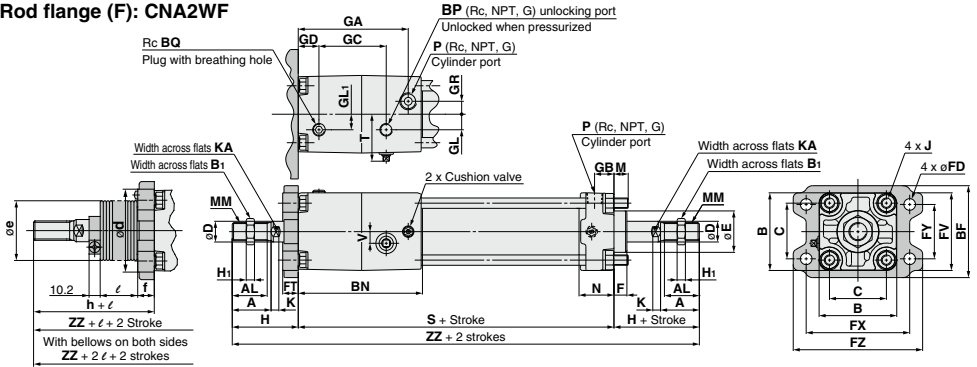 Rod flange (F): CNA2WF
BP (Rc, NPT, G) unlocking port
Unlocked when pressurized
GA
GD
GC
P (Rc, NPT, G)
Cylinder port
Rc BQ
Plug with breathing hole
GR
GL1
T
GL
P (Rc, NPT, G)
Cylinder port
Width across flats KA
Width across flats B1
GB
M
Width across flats KA
Width across flats B1
4 x J
4 x øFD
2 x Cushion valve
MM
MM
øe
ød
øD
V
øD
øE
B
C
FY
FV
BF
H1
H1
10.2
ℓ
f
AL
FT
BN
N
F
AL
C
A
K
K
A
B
h + ℓ
H
S + Stroke
H + Stroke
FX
ZZ + ℓ + 2 Stroke
ZZ + 2 strokes
FZ
With bellows on both sides
ZZ + 2 ℓ + 2 strokes